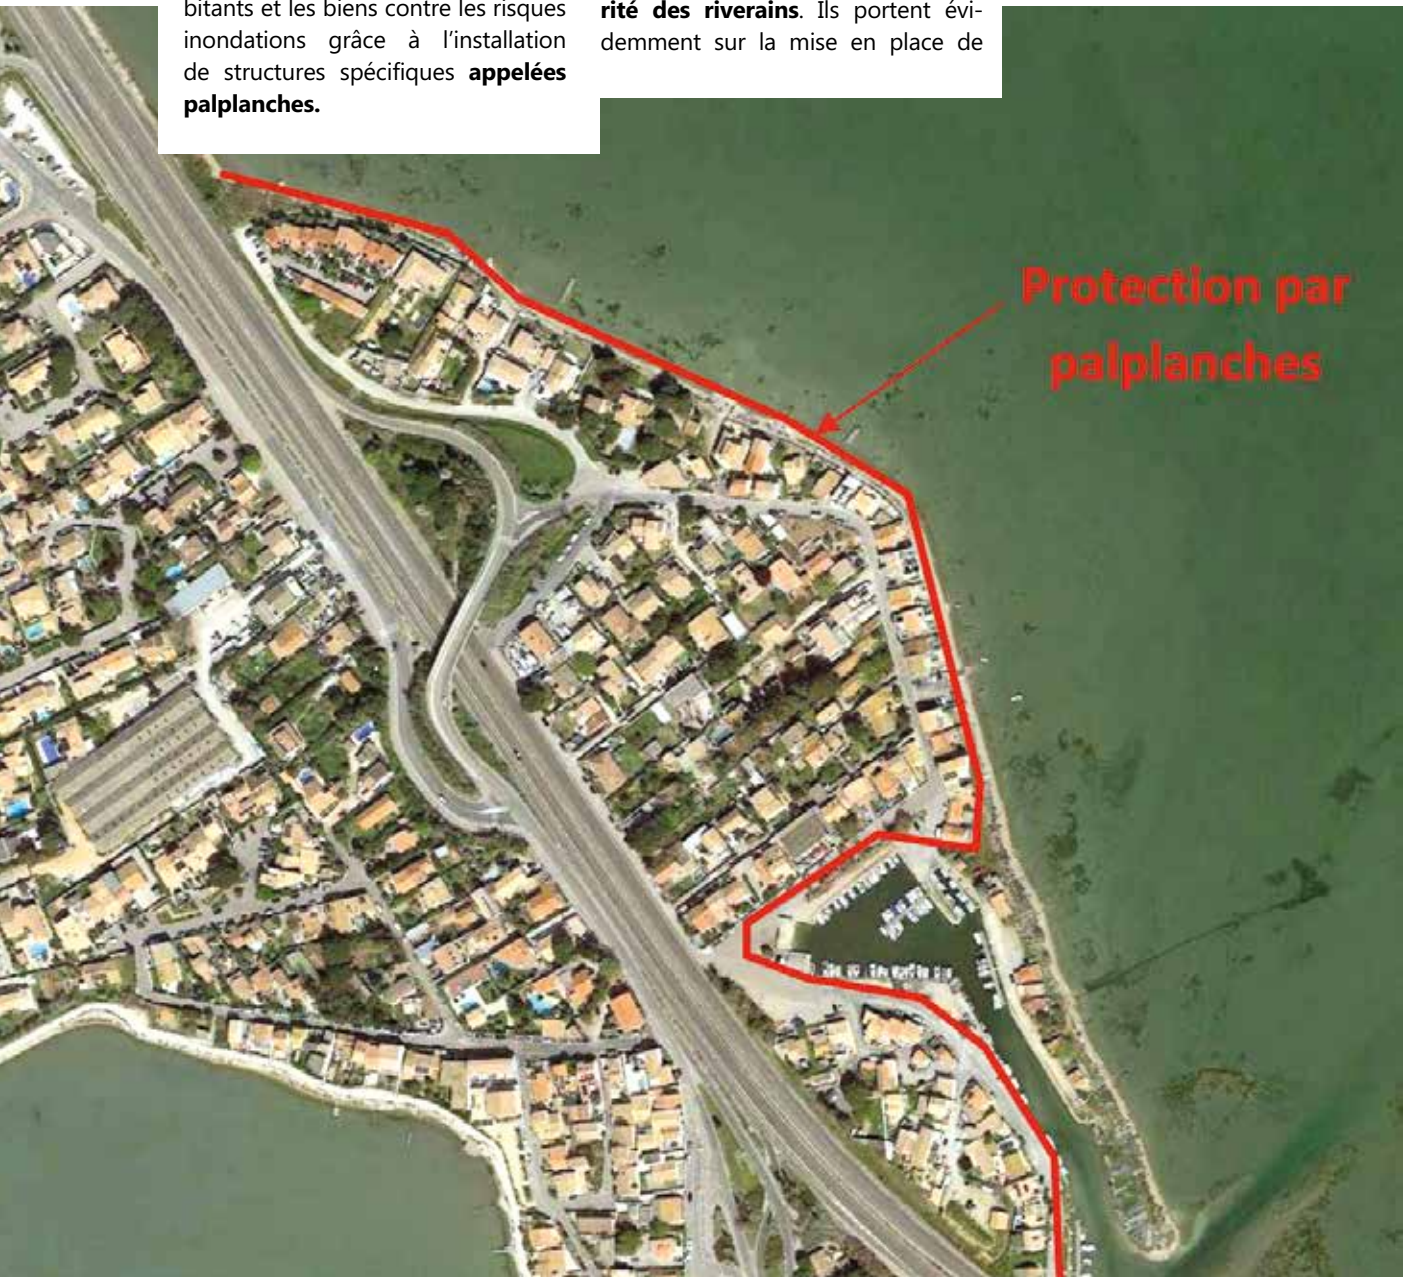 bitants et les biens contre les risques
inondations grâce à l'installation
de structures spécifiques appelées
palplanches.
rité des riverains. Ils portent évi-
demment sur la mise en place de
Protection par
palplanches